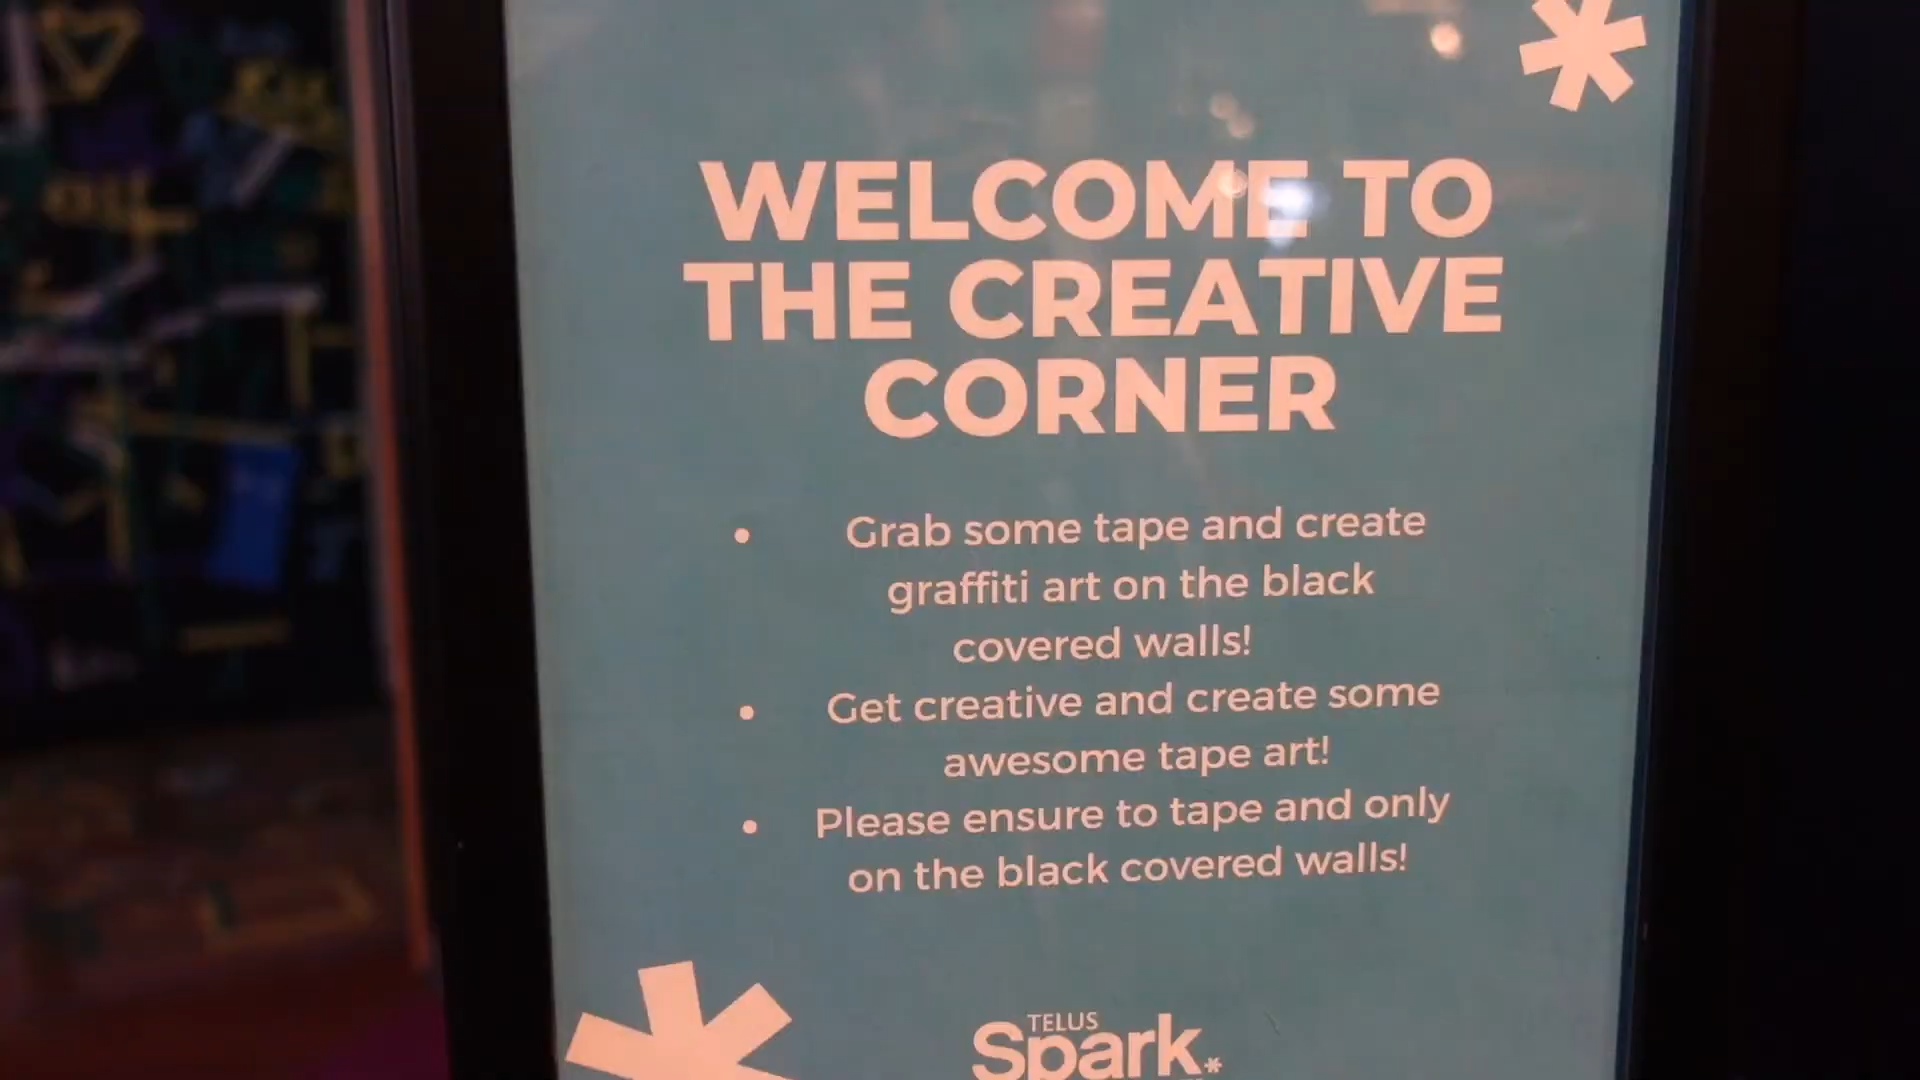 WELCOME TO
THE CREATIVE
CORNER
• Grab some tape and create
graffiti art on the black
covered walls!
• Get creative and create some
awesome tape art!
• Please ensure to tape and only
on the black covered walls!
TELUS
Spark*